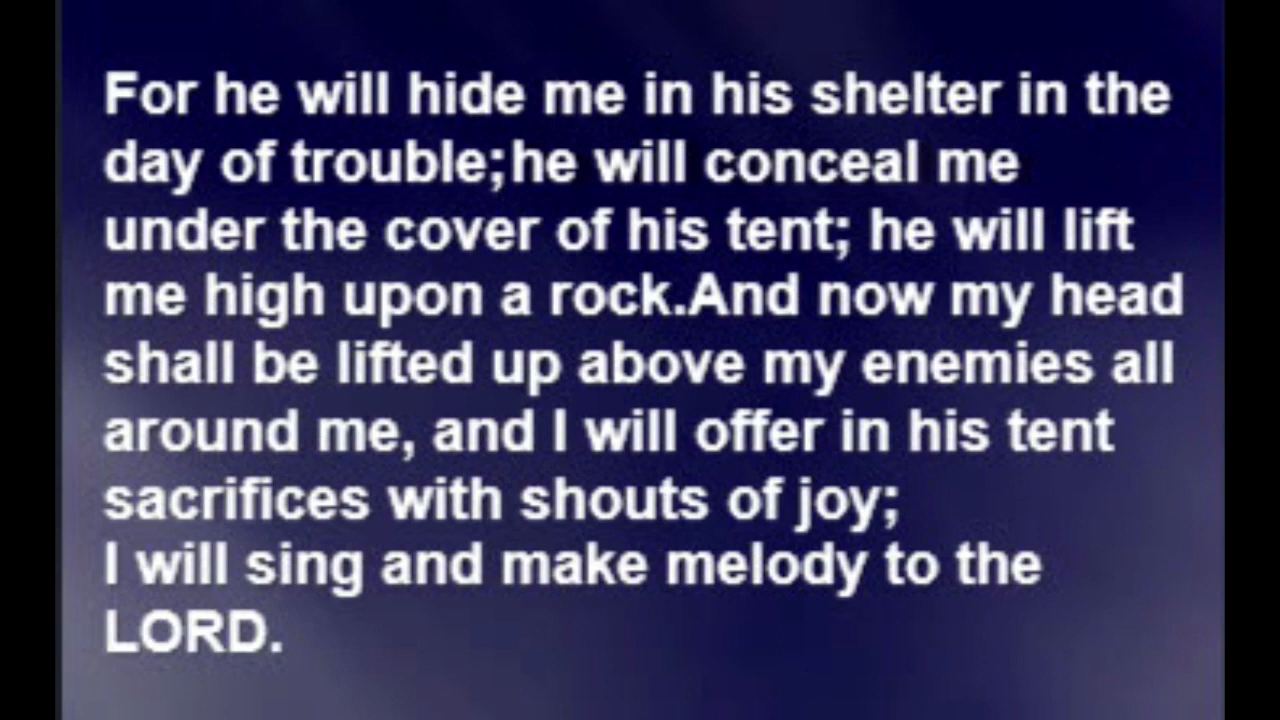 For he will hide me in his shelter in the
day of trouble;he will conceal me
under the cover of his tent; he will lift
me high upon a rock.And now my head
shall be lifted up above my enemies all
around me, and I will offer in his tent
sacrifices with shouts of joy;
I will sing and make melody to the
LORD.